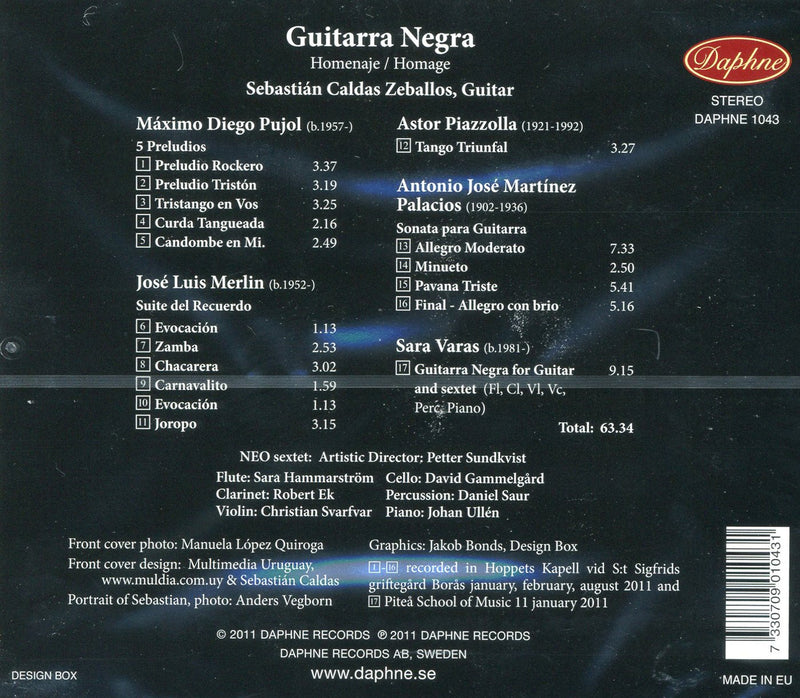 Guitarra Negra
Homenaje / Homage
Sebastián Caldas Zeballos, Guitar
Daphne
STEREO
DAPHNE 1043
Máximo Diego Pujol (b.1957-)
5 Preludios
1 Preludio Rockero 3.37
2 Preludio Tristón 3.19
3 Tristango en Vos 3.25
4 Curda Tangueada 2.16
5 Candombe en Mi. 2.49
José Luis Merlin (b.1952-)
Suite del Recuerdo
6 Evocación 1.13
7 Zamba 2.53
8 Chacarera 3.02
9 Carnavalito 1.59
10 Evocación 1.13
11 Joropo 3.15
Astor Piazzolla (1921-1992)
12 Tango Triunfal 3.27
Antonio José Martínez
Palacios (1902-1936)
Sonata para Guitarra
13 Allegro Moderato 7.33
14 Minueto 2.50
15 Pavana Triste 5.41
16 Final - Allegro con brio 5.16
Sara Varas (b.1981-)
17 Guitarra Negra for Guitar 9.15
and sextet (Fl, Cl, Vl, Vc,
Perc, Piano)
Total: 63.34
NEO sextet: Artistic Director: Petter Sundkvist
Flute: Sara Hammarström Cello: David Gammelgård
Clarinet: Robert Ek Percussion: Daniel Saur
Violin: Christian Svarfvar Piano: Johan Ullén
Front cover photo: Manuela López Quiroga
Front cover design: Multimedia Uruguay,
www.muldia.com.uy & Sebastián Caldas
Portrait of Sebastian, photo: Anders Vegborn
Graphics: Jakob Bonds, Design Box
1-16 recorded in Hoppets Kapell vid S:t Sigfrids
griftegård Borås january, february, august 2011 and
17 Piteå School of Music 11 january 2011
© 2011 DAPHNE RECORDS ℗ 2011 DAPHNE RECORDS
DAPHNE RECORDS AB, SWEDEN
www.daphne.se
DESIGN BOX
7 330709 010431
MADE IN EU